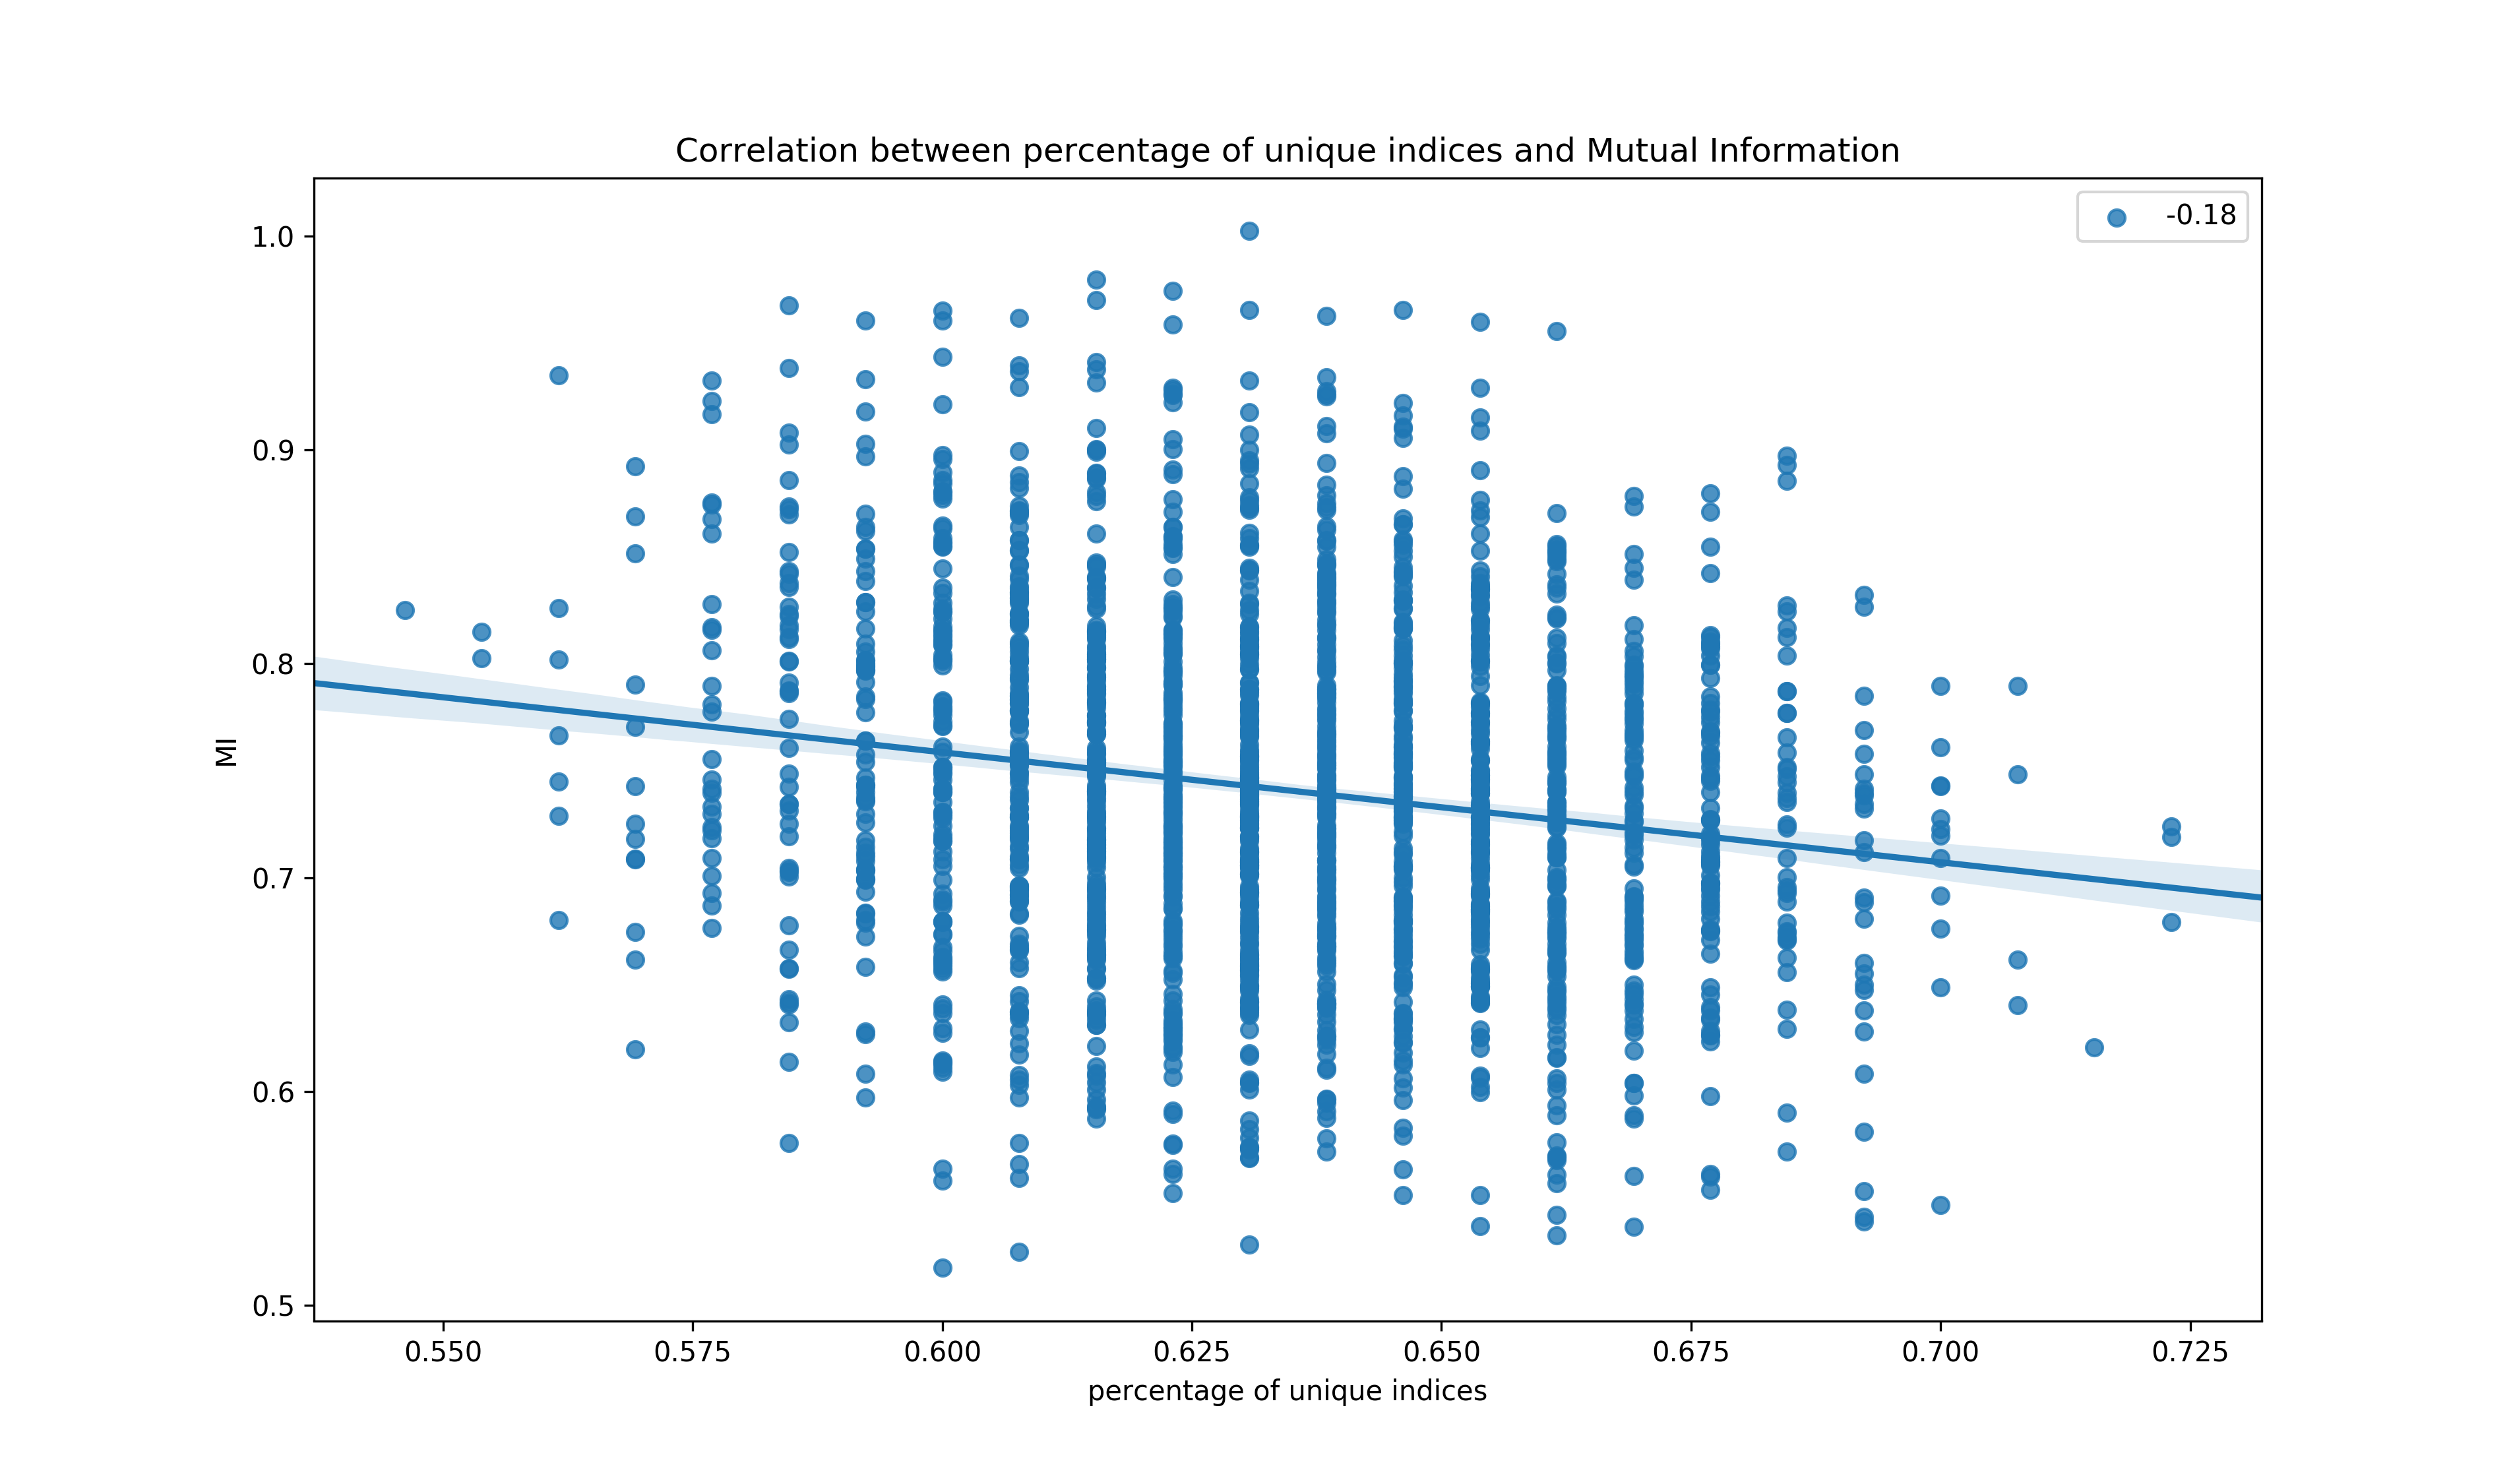 Correlation between percentage of unique indices and Mutual Information
-0.18
1.0
0.9
0.8
0.7
0.6
0.5
MI
0.550 0.575 0.600 0.625 0.650 0.675 0.700 0.725
percentage of unique indices